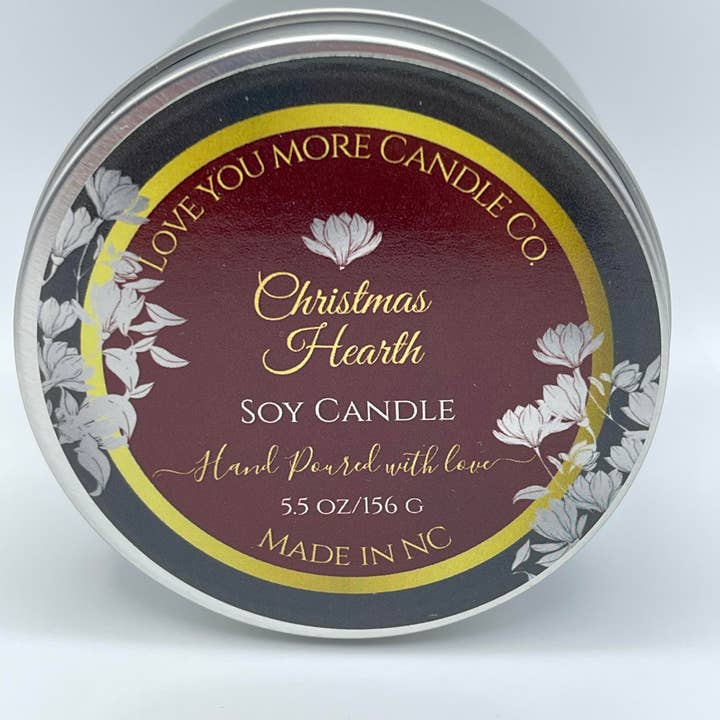 Love You More Candle Co.
Christmas
Hearth
Soy Candle
Hand Poured with love
5.5 oz/156 g
Made in NC